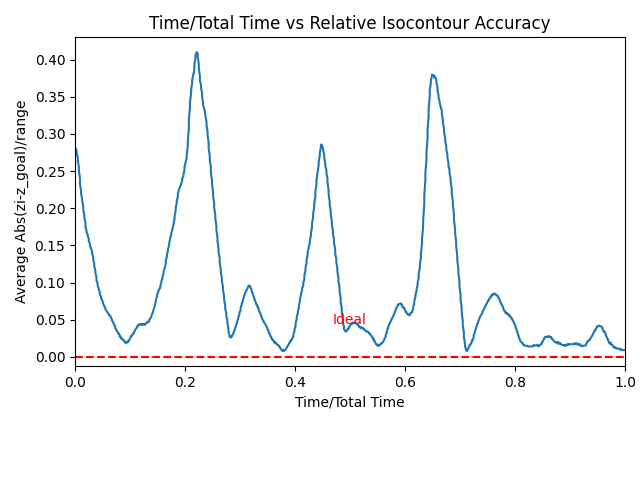 Time/Total Time vs Relative Isocontour Accuracy
Average Abs(zi-z_goal)/range
0.40
0.35
0.30
0.25
0.20
0.15
0.10
0.05
0.00
Ideal
0.0 0.2 0.4 0.6 0.8 1.0
Time/Total Time